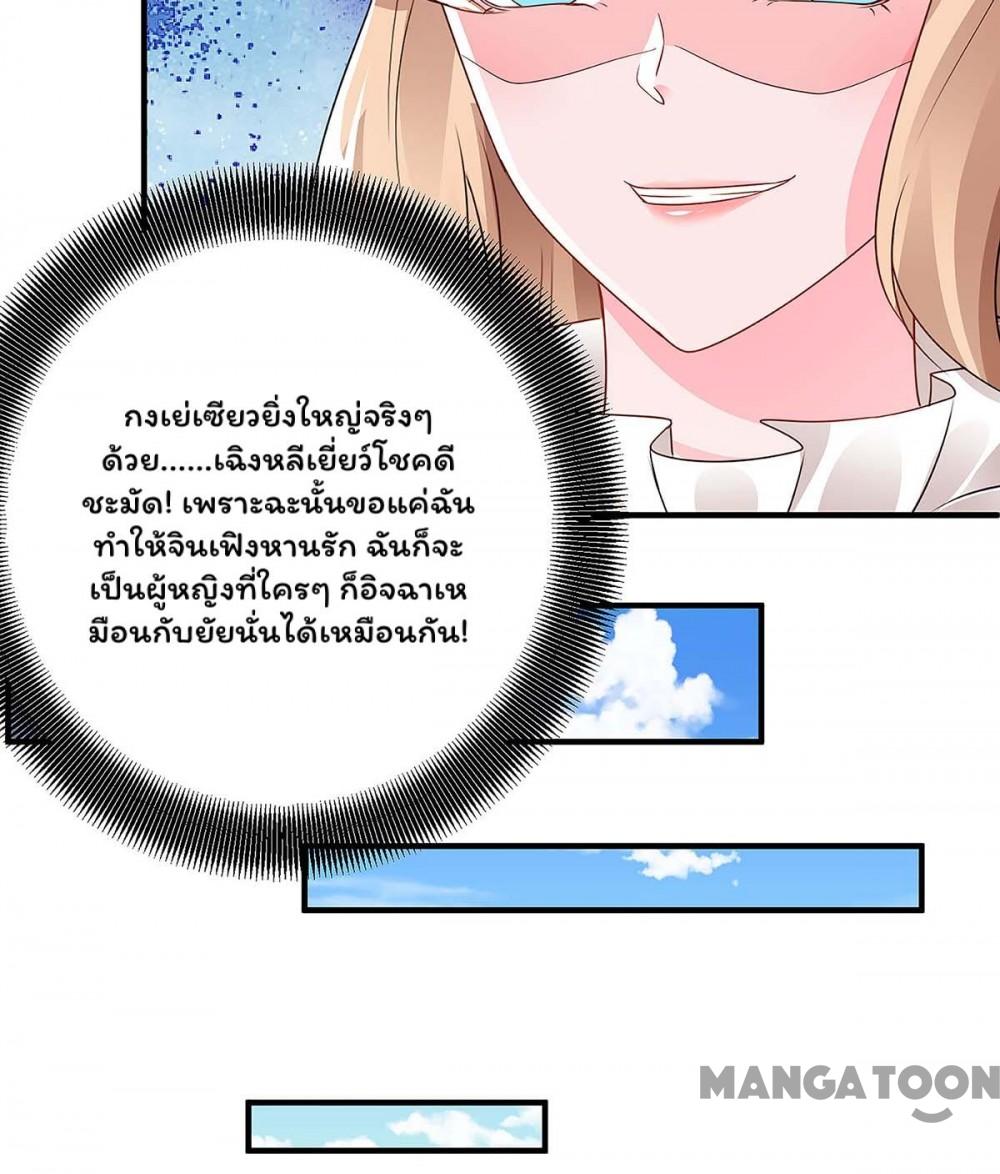 กงเย่เซียวยิ่งใหญ่จริงๆ
ด้วย......เฉิงหลีเยี่ยว์โชคดี
ชะมัด! เพราะฉะนั้นขอแค่ฉัน
ทำให้จินเฟิงหานรัก ฉันก็จะ
เป็นผู้หญิงที่ใครๆ ก็อิจฉาเห
มือนกับยัยนั่นได้เหมือนกัน!
MANGATOON